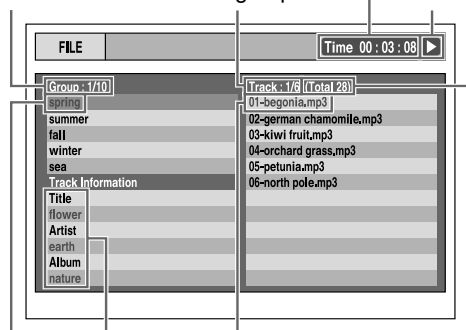 FILE
Time 00 : 03 : 08
Group : 1/10
spring
summer
fall
winter
sea
Track Information
Title
flower
Artist
earth
Album
nature
Track : 1/6 (Total 28)
01-begonia.mp3
02-german chamomile.mp3
03-kiwi fruit.mp3
04-orchard grass.mp3
05-petunia.mp3
06-north pole.mp3